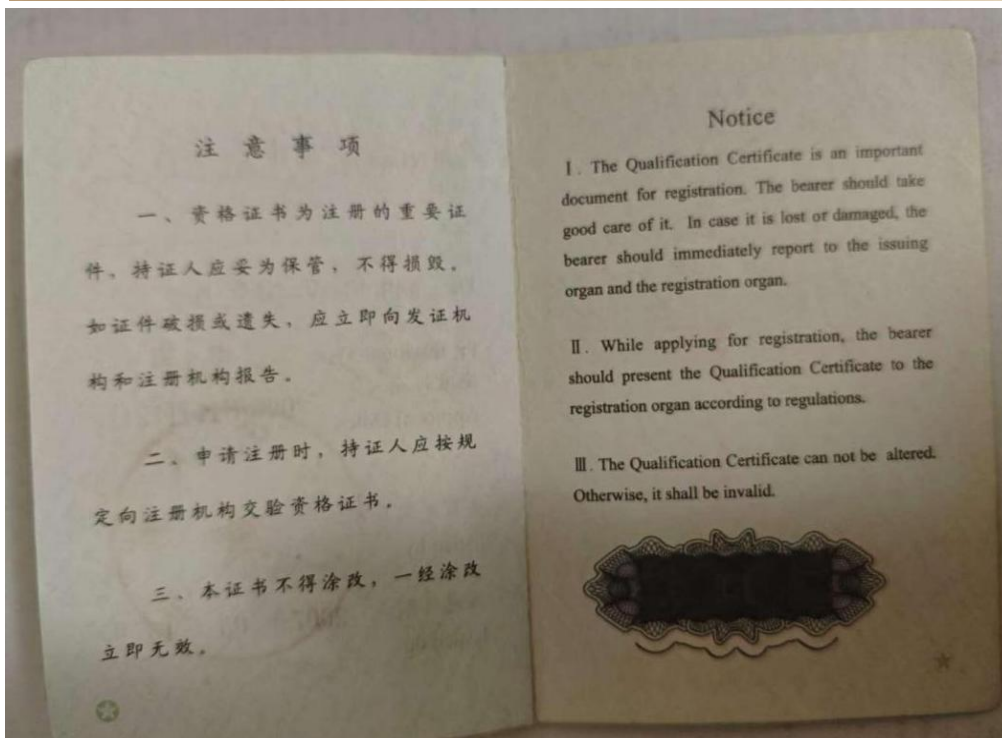 注意事项
一、资格证书为注册的重要证
件，持证人应妥为保管，不得损毁。
如证件破损或遗失，应立即向发证机
构和注册机构报告。
二、申请注册时，持证人应按规
定向注册机构交验资格证书。
三、本证书不得涂改，一经涂改
立即无效。
Notice
Ⅰ. The Qualification Certificate is an important
document for registration. The bearer should take
good care of it. In case it is lost or damaged, the
bearer should immediately report to the issuing
organ and the registration organ.
Ⅱ. While applying for registration, the bearer
should present the Qualification Certificate to the
registration organ according to regulations.
Ⅲ. The Qualification Certificate can not be altered.
Otherwise, it shall be invalid.